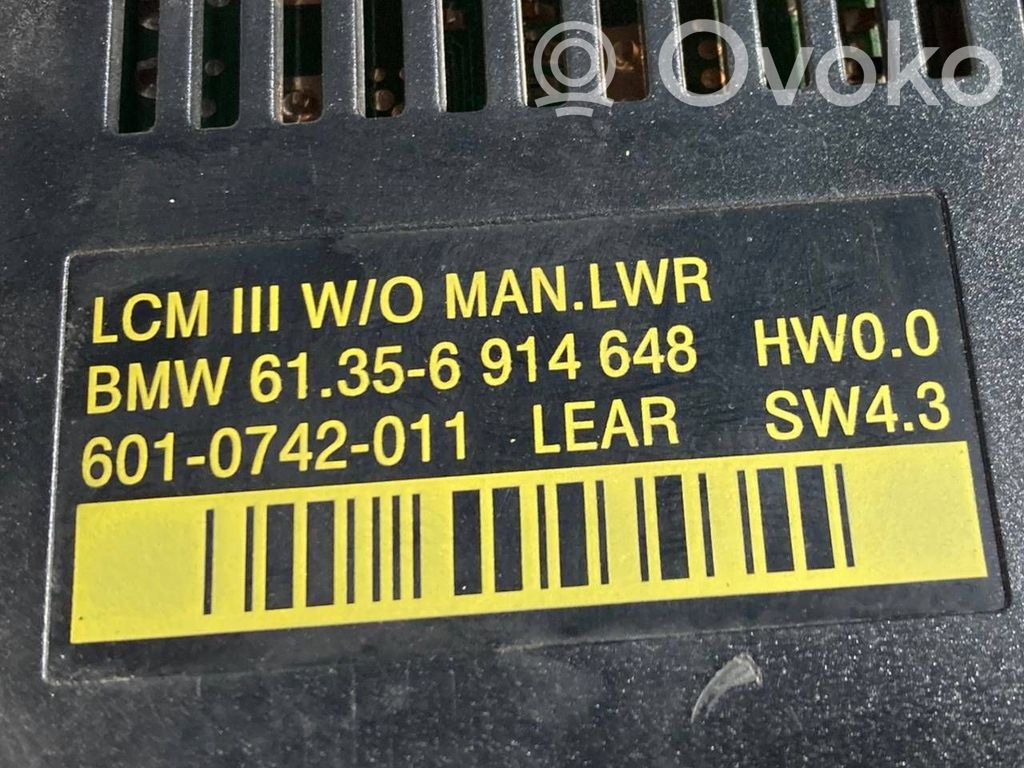 Ovoko
LCM III W/O MAN.LWR
BMW 61.35-6 914 648 HW0.0
601-0742-011 LEAR SW4.3